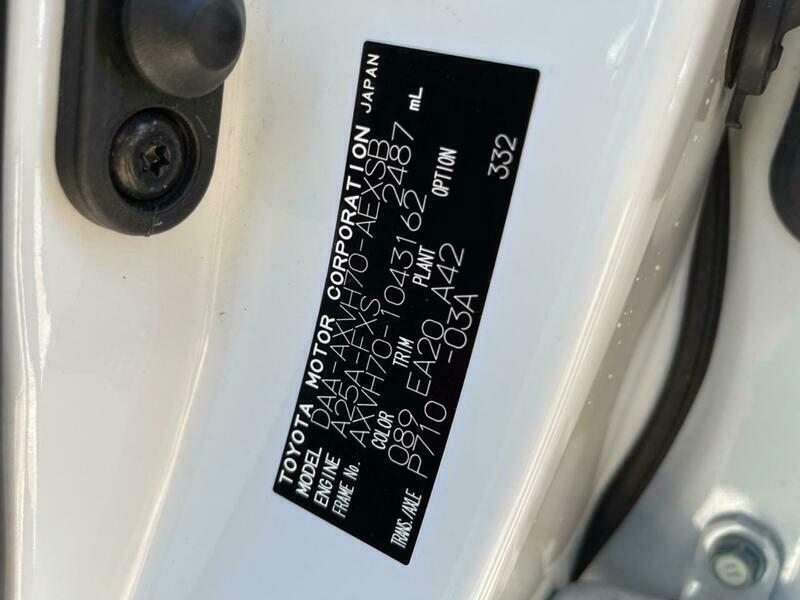 TOYOTA MOTOR CORPORATION JAPAN
MODEL DAA-AXVH70-AEXSB
ENGINE A25A-FXS 2487 mL
FRAME No. AXVH70-1043162
COLOR TRIM PLANT OPTION
089 EA20 A42
TRANS./AXLE P710 -03A 332